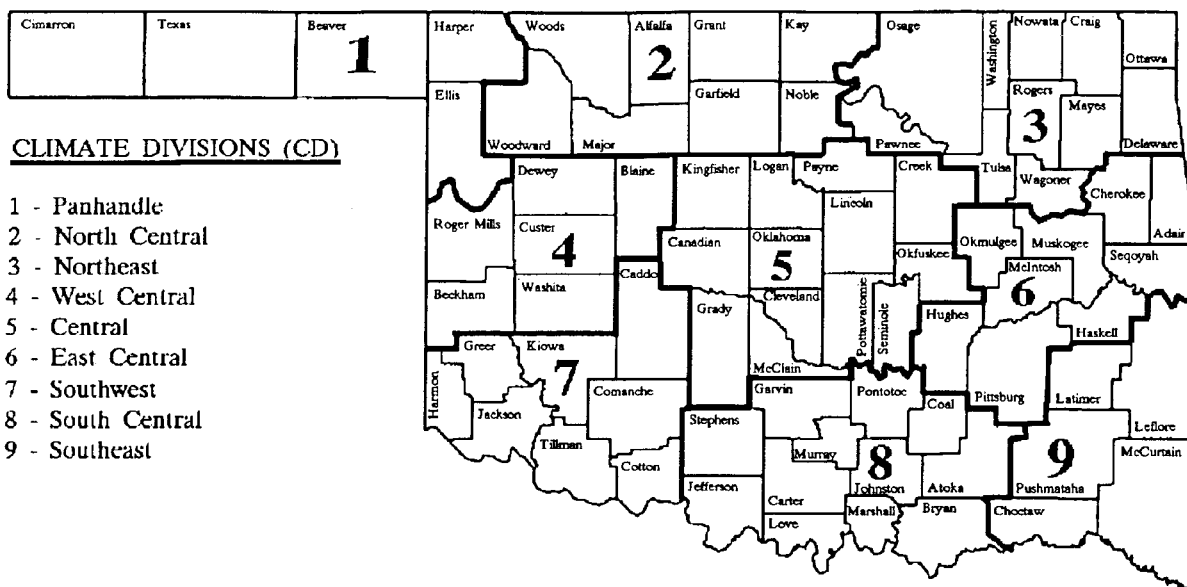 Cimarron Texas Beaver Harper Woods Alfalfa Grant Kay Osage Washington Nowata Craig
1 2
Ottawa
Ellis Garfield Noble Rogers
Mayes
3
Woodward Major Pawnee Delaware
CLIMATE DIVISIONS (CD)
Dewey Blaine Kingfisher Logan Payne Creek Tulsa Wagoner
Cherokee
1 - Panhandle
2 - North Central
3 - Northeast
4 - West Central
5 - Central
6 - East Central
7 - Southwest
8 - South Central
9 - Southeast
Lincoln
Roger Mills Custer Canadian Oklahoma Okmulgee Muskogee Adair
4 5
Okfuskee Seqoyah
Caddo McIntosh
Beckham Washita Cleveland
6
Grady Pottawatomie Seminole Hughes
Haskell
Greer Kiowa McClain
7
Harmon Comanche Garvin Pontotoc Coal Pittsburg Latimer
Jackson Stephens Leflore
Tillman Murray McCurtain
8 9
Cotton Jefferson Carter Johnston Atoka Pushmataha
Marshall Bryan Choctaw
Love